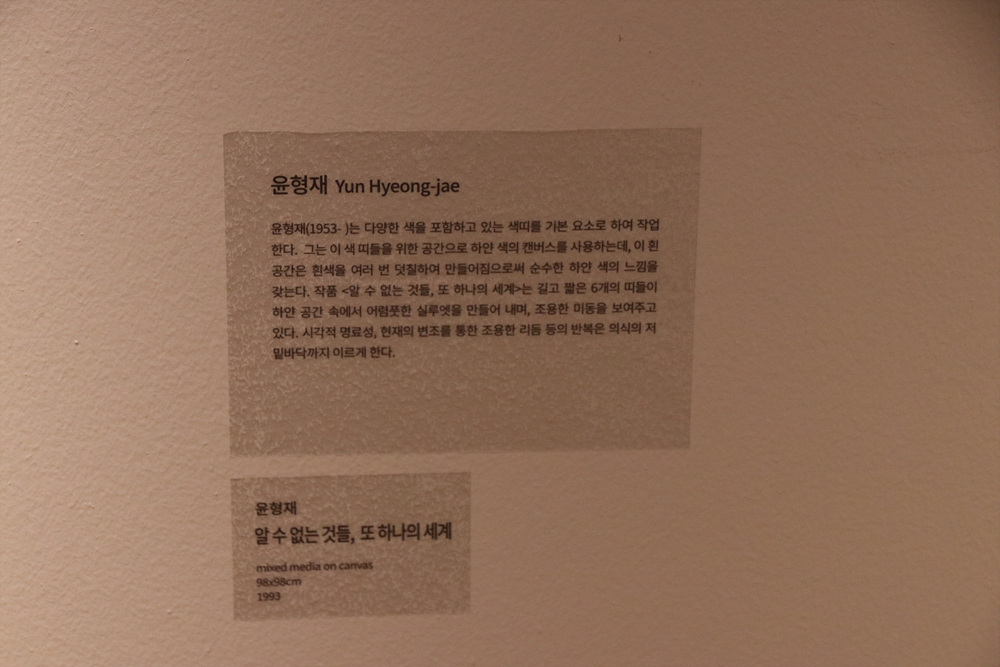 윤형재 Yun Hyeong-jae
윤형재(1953- )는 다양한 색을 포함하고 있는 색띠를 기본 요소로 하여 작업
한다. 그는 이 색 띠들을 위한 공간으로 하얀 색의 캔버스를 사용하는데, 이 흰
공간은 흰색을 여러 번 덧칠하여 만들어짐으로써 순수한 하얀 색의 느낌을
갖는다. 작품 <알 수 없는 것들, 또 하나의 세계>는 길고 짧은 6개의 띠들이
하얀 공간 속에서 어렴풋한 실루엣을 만들어 내며, 조용한 미동을 보여주고
있다. 시각적 명료성, 현재의 변조를 통한 조용한 리듬 등의 반복은 의식의 저
밑바닥까지 이르게 한다.
윤형재
알 수 없는 것들, 또 하나의 세계
mixed media on canvas
98x98cm
1993